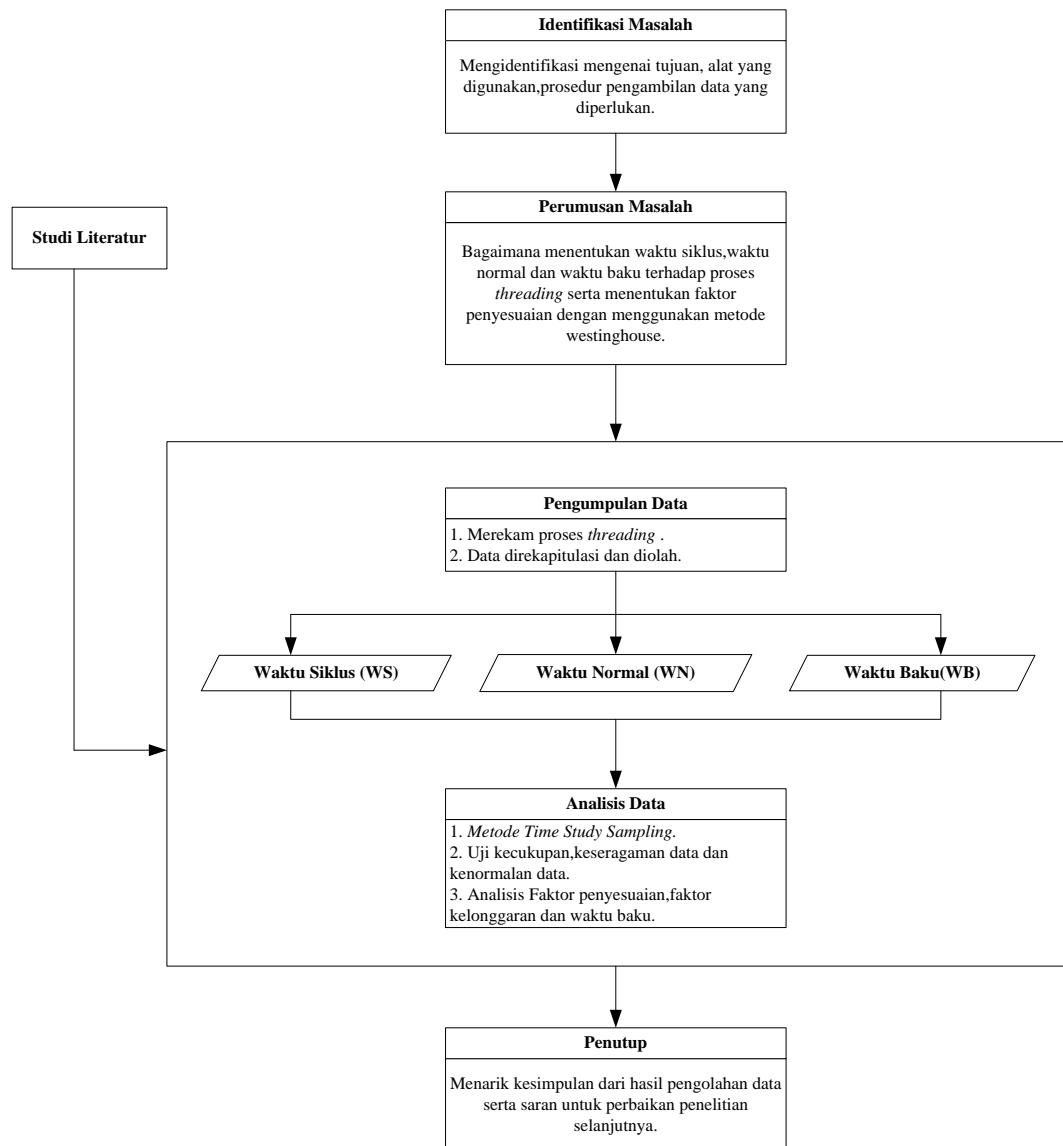 Identifikasi Masalah
Mengidentifikasi mengenai tujuan, alat yang
digunakan,prosedur pengambilan data yang
diperlukan.
Perumusan Masalah
Bagaimana menentukan waktu siklus,waktu
normal dan waktu baku terhadap proses
threading serta menentukan faktor
penyesuaian dengan menggunakan metode
westinghouse.
Studi Literatur
Pengumpulan Data
1. Merekam proses threading .
2. Data direkapitulasi dan diolah.
Waktu Siklus (WS)
Waktu Normal (WN)
Waktu Baku(WB)
Analisis Data
1. Metode Time Study Sampling.
2. Uji kecukupan,keseragaman data dan
kenormalan data.
3. Analisis Faktor penyesuaian,faktor
kelonggaran dan waktu baku.
Penutup
Menarik kesimpulan dari hasil pengolahan data
serta saran untuk perbaikan penelitian
selanjutnya.